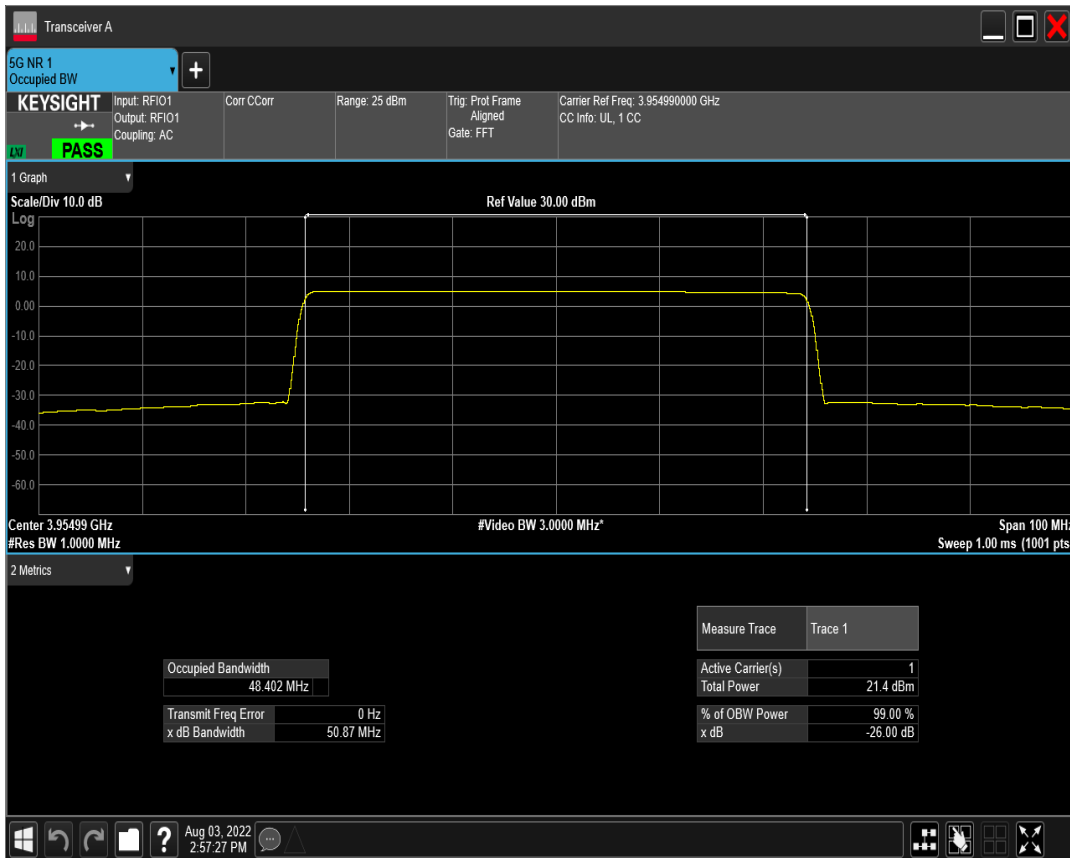 Transceiver A
5G NR 1
Occupied BW
KEYSIGHT
LXI
PASS
Input: RFIO1
Output: RFIO1
Coupling: AC
Corr CCorr
Range: 25 dBm
Trig: Prot Frame
Aligned
Gate: FFT
Carrier Ref Freq: 3.954990000 GHz
CC Info: UL, 1 CC
1 Graph
Scale/Div 10.0 dB
Ref Value 30.00 dBm
Log
20.0
10.0
0.00
-10.0
-20.0
-30.0
-40.0
-50.0
-60.0
Center 3.95499 GHz
#Video BW 3.0000 MHz*
Span 100 MHz
#Res BW 1.0000 MHz
Sweep 1.00 ms (1001 pts
2 Metrics
Measure Trace Trace 1
Occupied Bandwidth
48.402 MHz
Active Carrier(s) 1
Total Power 21.4 dBm
Transmit Freq Error 0 Hz
x dB Bandwidth 50.87 MHz
% of OBW Power 99.00 %
x dB -26.00 dB
Aug 03, 2022
2:57:27 PM